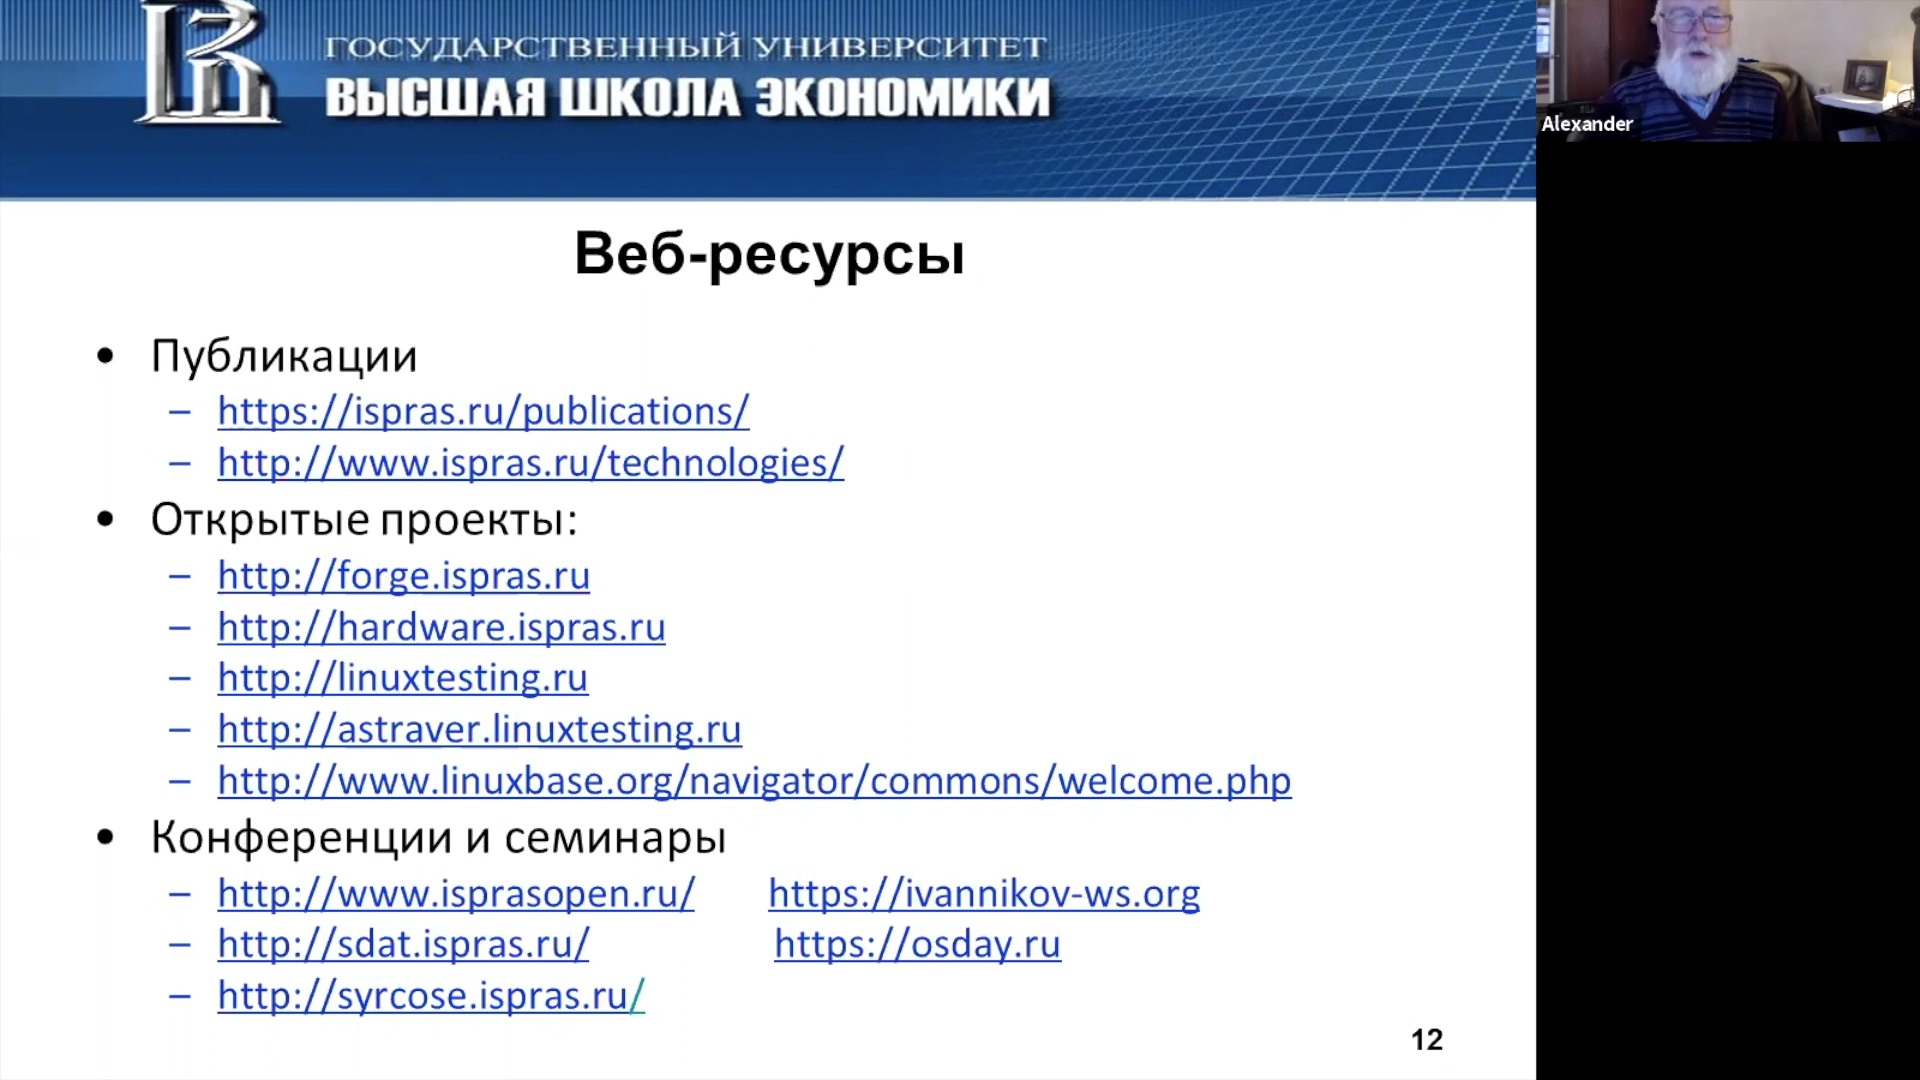 ГОСУДАРСТВЕННЫЙ УНИВЕРСИТЕТ
ВЫСШАЯ ШКОЛА ЭКОНОМИКИ
Alexander
Веб-ресурсы
• Публикации
– https://ispras.ru/publications/
– http://www.ispras.ru/technologies/
• Открытые проекты:
– http://forge.ispras.ru
– http://hardware.ispras.ru
– http://linuxtesting.ru
– http://astraver.linuxtesting.ru
– http://www.linuxbase.org/navigator/commons/welcome.php
• Конференции и семинары
– http://www.isprasopen.ru/ https://ivannikov-ws.org
– http://sdat.ispras.ru/ https://osday.ru
– http://syrcose.ispras.ru/
12